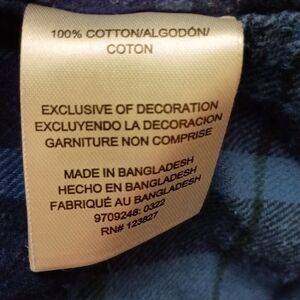 100% COTTON/ALGODÓN/
COTON
EXCLUSIVE OF DECORATION
EXCLUYENDO LA DECORACION
GARNITURE NON COMPRISE
MADE IN BANGLADESH
HECHO EN BANGLADESH
FABRIQUÉ AU BANGLADESH
9709248: 0322
RN# 123827